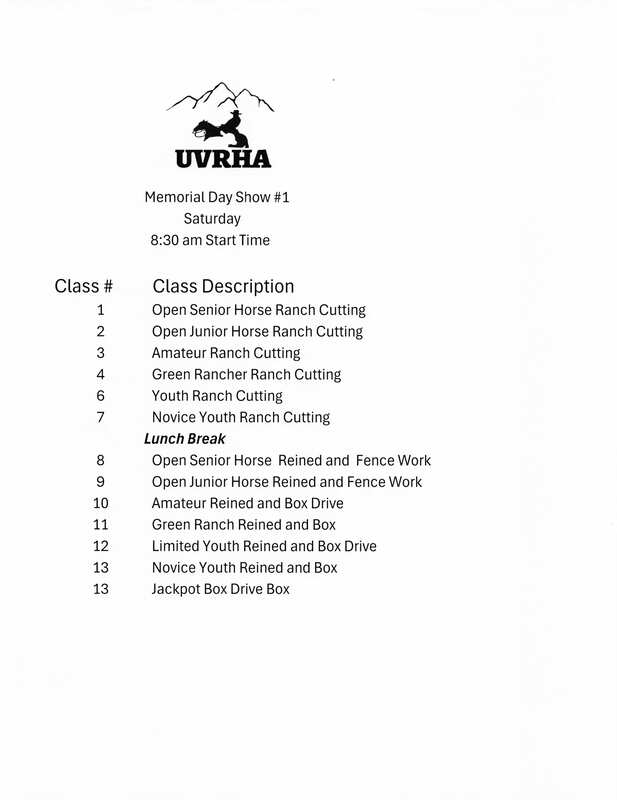 UVRHA
Memorial Day Show #1
Saturday
8:30 am Start Time
Class # Class Description
1 Open Senior Horse Ranch Cutting
2 Open Junior Horse Ranch Cutting
3 Amateur Ranch Cutting
4 Green Rancher Ranch Cutting
6 Youth Ranch Cutting
7 Novice Youth Ranch Cutting
Lunch Break
8 Open Senior Horse Reined and Fence Work
9 Open Junior Horse Reined and Fence Work
10 Amateur Reined and Box Drive
11 Green Ranch Reined and Box
12 Limited Youth Reined and Box Drive
13 Novice Youth Reined and Box
13 Jackpot Box Drive Box